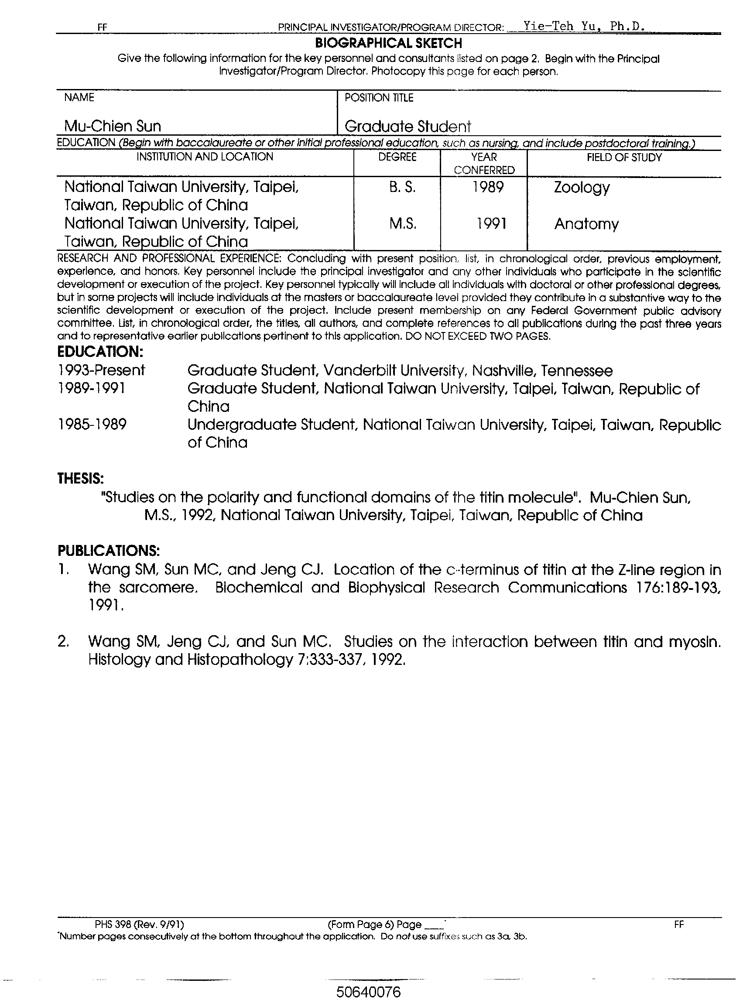 FF PRINCIPAL INVESTIGATOR/PROGRAM DIRECTOR: Yie-Teh Yu, Ph.D.
BIOGRAPHICAL SKETCH
Give the following information for the key personnel and consultants listed on page 2. Begin with the Principal
Investigator/Program Director. Photocopy this page for each person.
NAME POSITION TITLE
Mu-Chien Sun Graduate Student
EDUCATION (Begin with baccalaureate or other initial professional education, such as nursing, and include postdoctoral training.)
INSTITUTION AND LOCATION DEGREE YEAR CONFERRED FIELD OF STUDY
National Taiwan University, Taipei, B. S. 1989 Zoology
Taiwan, Republic of China
National Taiwan University, Taipei, M.S. 1991 Anatomy
Taiwan, Republic of China
RESEARCH AND PROFESSIONAL EXPERIENCE: Concluding with present position, list, in chronological order, previous employment,
experience, and honors. Key personnel include the principal investigator and any other individuals who participate in the scientific
development or execution of the project. Key personnel typically will include all individuals with doctoral or other professional degrees,
but in some projects will include individuals at the masters or baccalaureate level provided they contribute in a substantive way to the
scientific development or execution of the project. Include present membership on any Federal Government public advisory
committee. List, in chronological order, the titles, all authors, and complete references to all publications during the past three years
and to representative earlier publications pertinent to this application. DO NOT EXCEED TWO PAGES.
EDUCATION:
1993-Present Graduate Student, Vanderbilt University, Nashville, Tennessee
1989-1991 Graduate Student, National Taiwan University, Taipei, Taiwan, Republic of
China
1985-1989 Undergraduate Student, National Taiwan University, Taipei, Taiwan, Republic
of China
THESIS:
"Studies on the polarity and functional domains of the titin molecule". Mu-Chien Sun,
M.S., 1992, National Taiwan University, Taipei, Taiwan, Republic of China
PUBLICATIONS:
1. Wang SM, Sun MC, and Jeng CJ. Location of the c-terminus of titin at the Z-line region in
the sarcomere. Biochemical and Biophysical Research Communications 176:189-193,
1991.
2. Wang SM, Jeng CJ, and Sun MC. Studies on the interaction between titin and myosin.
Histology and Histopathology 7:333-337, 1992.
PHS 398 (Rev. 9/91) (Form Page 6) Page ____* FF
*Number pages consecutively at the bottom throughout the application. Do not use suffixes such as 3a, 3b.
50640076